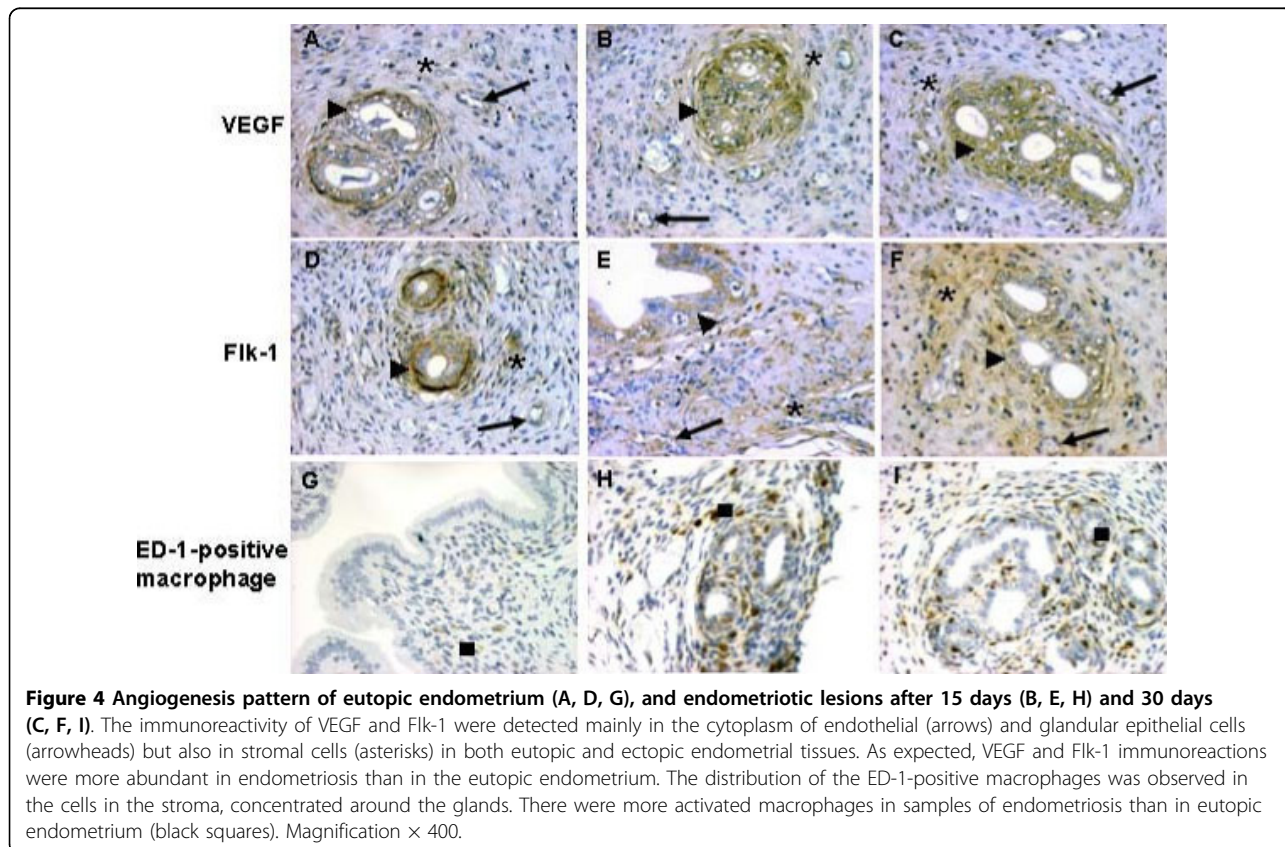 A
B
C
VEGF
D
E
F
Flk-1
G
H
I
ED-1-positive
macrophage
Figure 4 Angiogenesis pattern of eutopic endometrium (A, D, G), and endometriotic lesions after 15 days (B, E, H) and 30 days
(C, F, I). The immunoreactivity of VEGF and Flk-1 were detected mainly in the cytoplasm of endothelial (arrows) and glandular epithelial cells
(arrowheads) but also in stromal cells (asterisks) in both eutopic and ectopic endometrial tissues. As expected, VEGF and Flk-1 immunoreactions
were more abundant in endometriosis than in the eutopic endometrium. The distribution of the ED-1-positive macrophages was observed in
the cells in the stroma, concentrated around the glands. There were more activated macrophages in samples of endometriosis than in eutopic
endometrium (black squares). Magnification × 400.